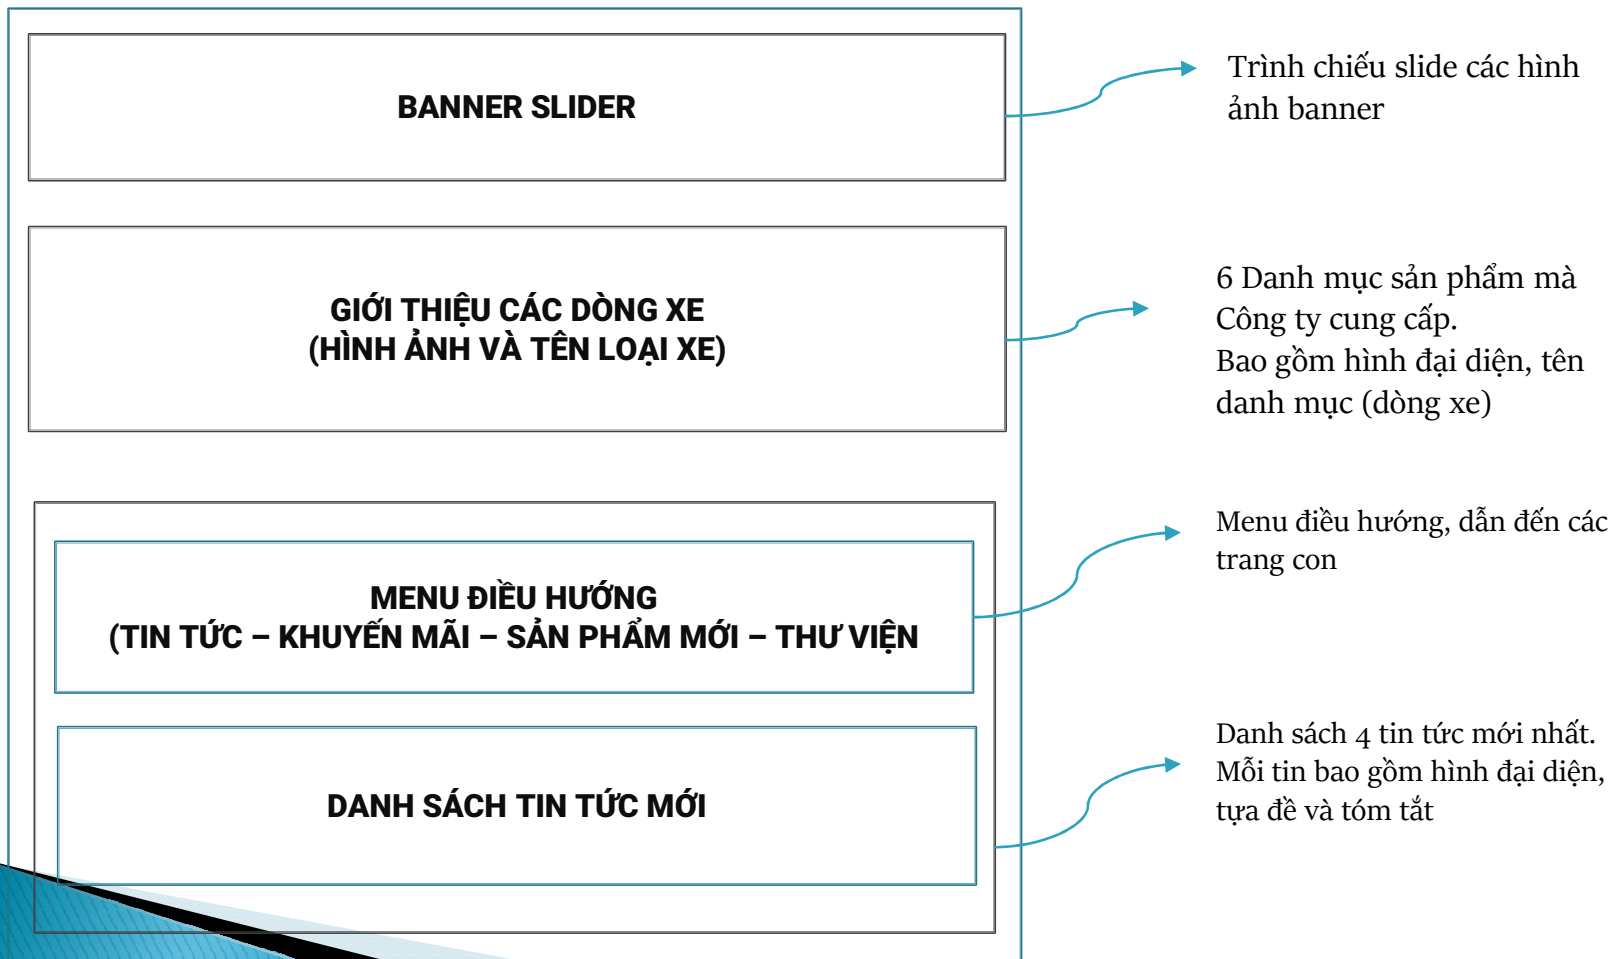 BANNER SLIDER
Trình chiếu slide các hình
ảnh banner
GIỚI THIỆU CÁC DÒNG XE
(HÌNH ẢNH VÀ TÊN LOẠI XE)
6 Danh mục sản phẩm mà
Công ty cung cấp.
Bao gồm hình đại diện, tên
danh mục (dòng xe)
MENU ĐIỀU HƯỚNG
(TIN TỨC – KHUYẾN MÃI – SẢN PHẨM MỚI – THƯ VIỆN
Menu điều hướng, dẫn đến các
trang con
DANH SÁCH TIN TỨC MỚI
Danh sách 4 tin tức mới nhất.
Mỗi tin bao gồm hình đại diện,
tựa đề và tóm tắt